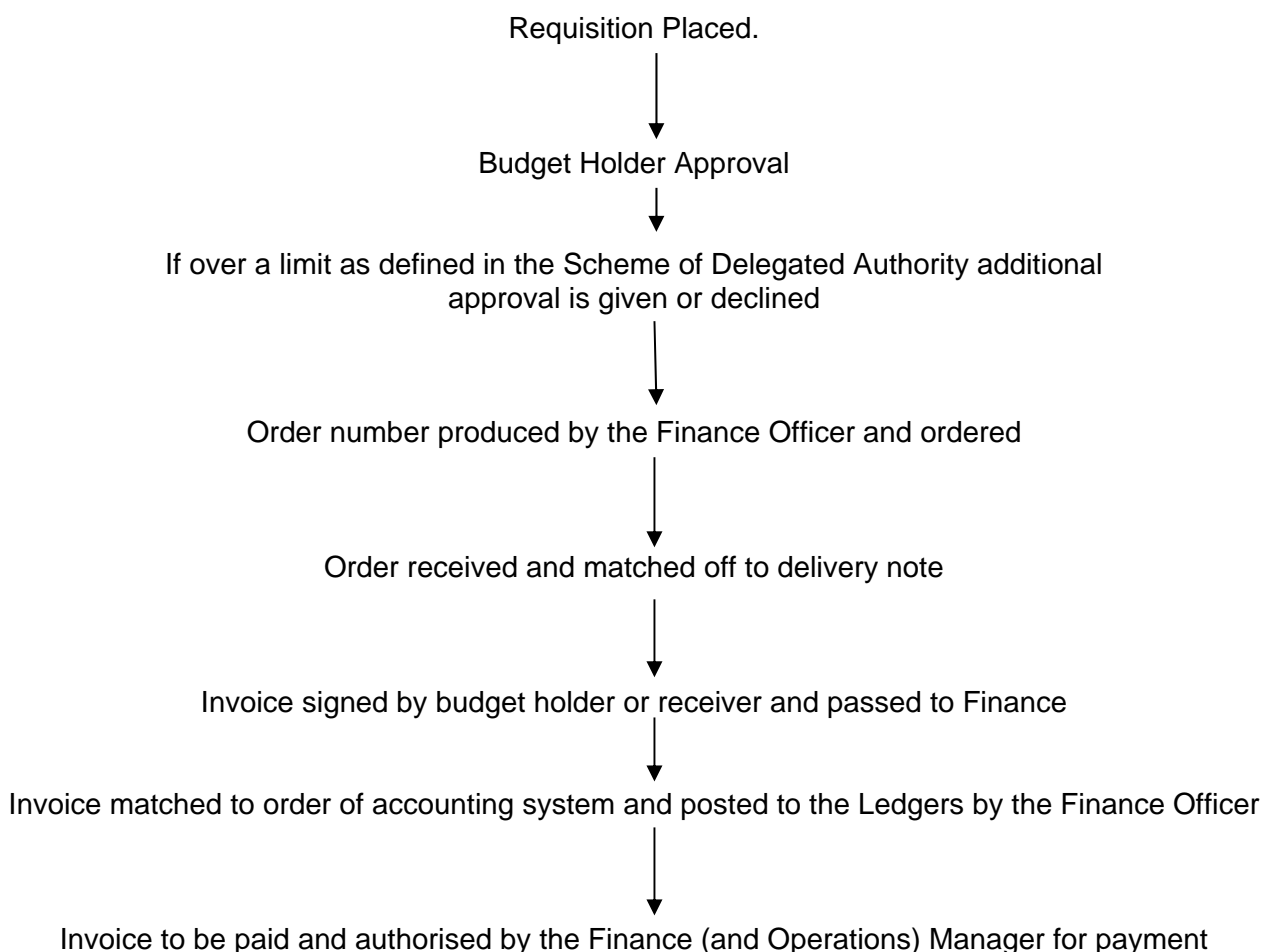 Requisition Placed.
Budget Holder Approval
If over a limit as defined in the Scheme of Delegated Authority additional
approval is given or declined
Order number produced by the Finance Officer and ordered
Order received and matched off to delivery note
Invoice signed by budget holder or receiver and passed to Finance
Invoice matched to order of accounting system and posted to the Ledgers by the Finance Officer
Invoice to be paid and authorised by the Finance (and Operations) Manager for payment